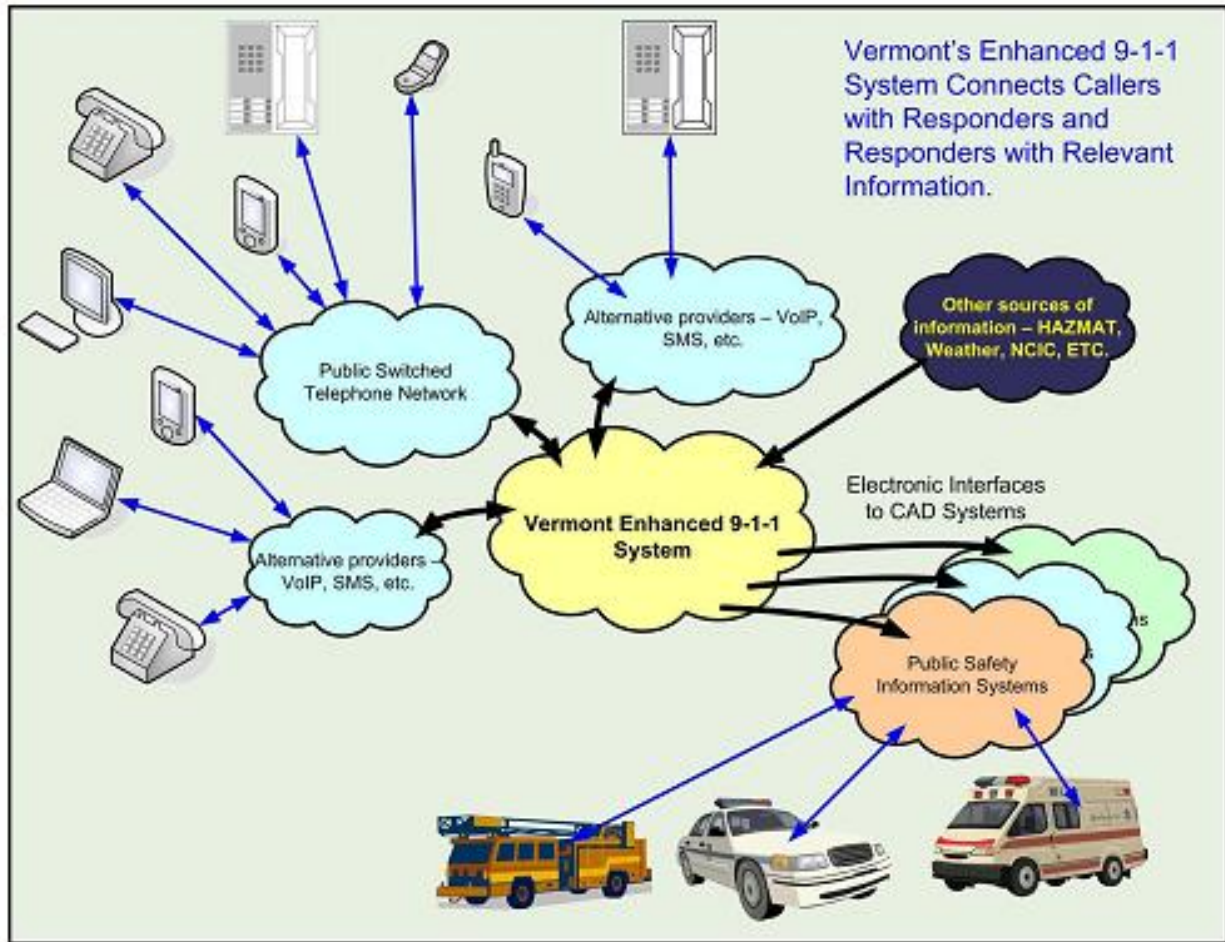 Vermont's Enhanced 9-1-1
System Connects Callers
with Responders and
Responders with Relevant
Information.
Other sources of
information – HAZMAT,
Weather, NCIC, ETC.
Alternative providers – VoIP,
SMS, etc.
Public Switched
Telephone Network
Electronic Interfaces
to CAD Systems
Vermont Enhanced 9-1-1
System
Alternative providers –
VoIP, SMS, etc.
Public Safety
Information Systems